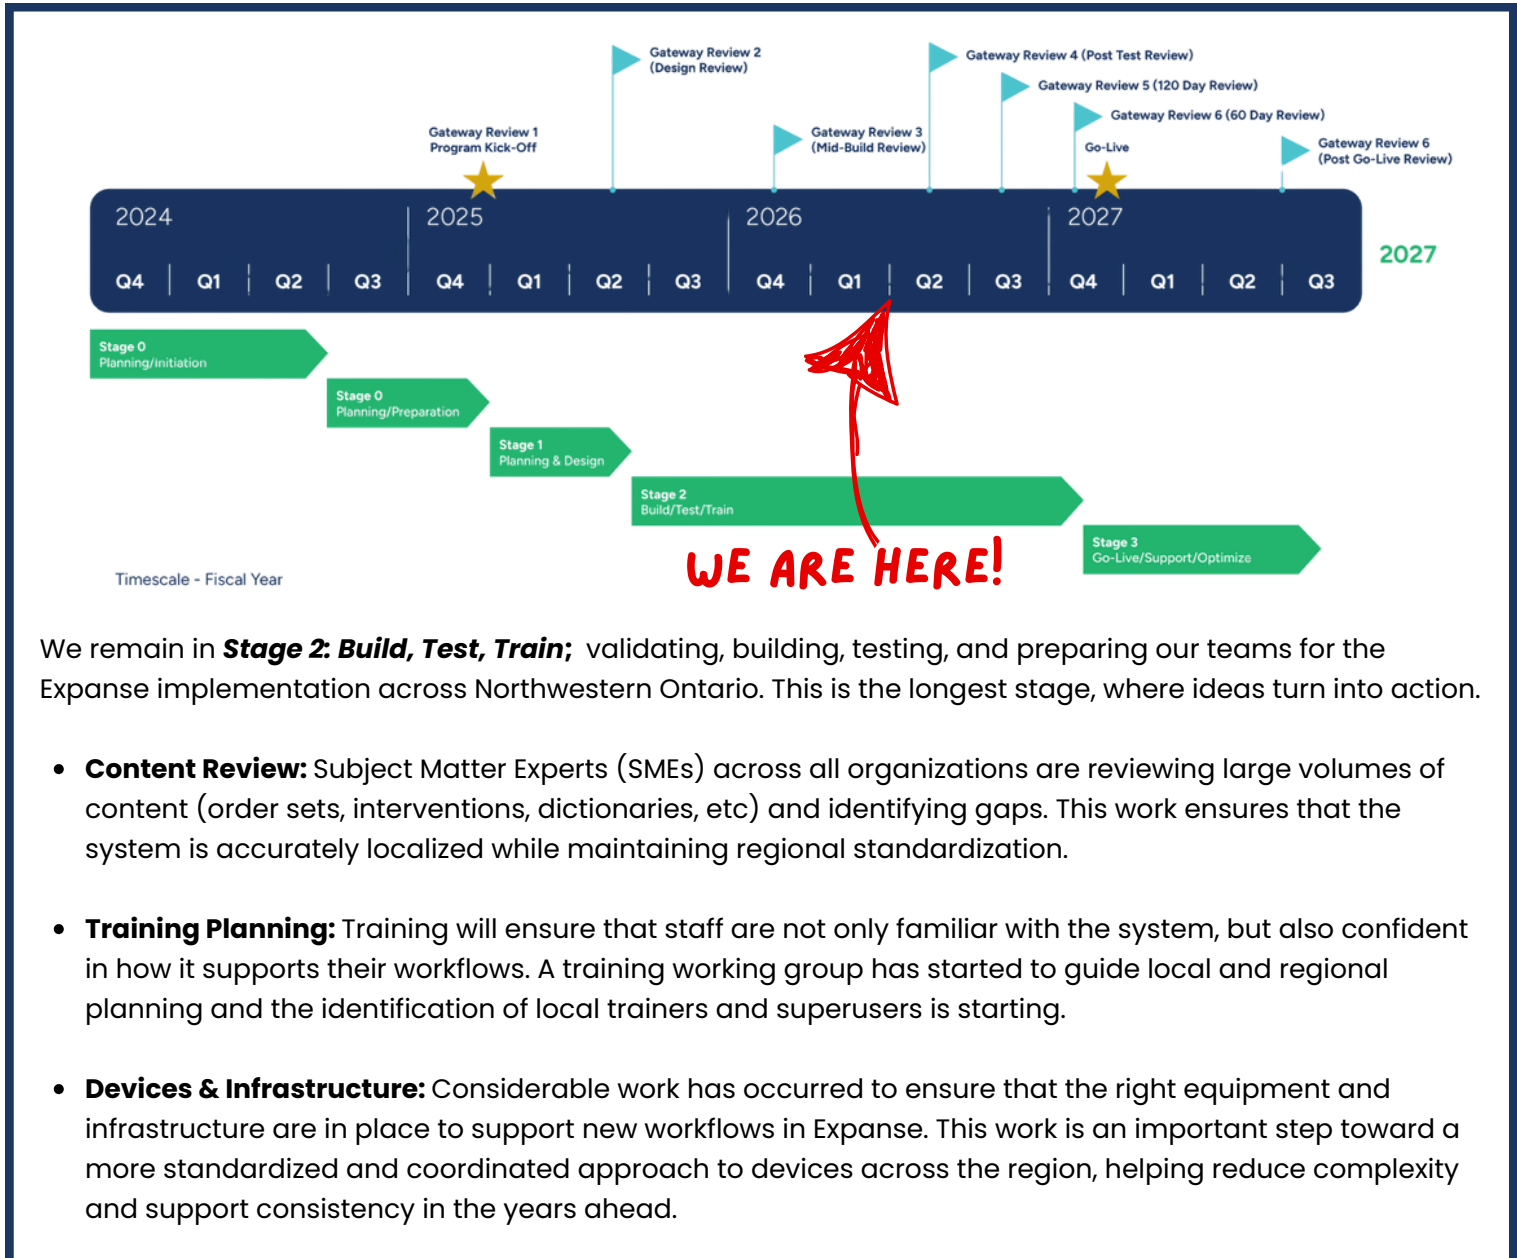 Gateway Review 2
(Design Review)
Gateway Review 4 (Post Test Review)
Gateway Review 5 (120 Day Review)
Gateway Review 6 (60 Day Review)
Gateway Review 1
Program Kick-Off
Gateway Review 3
(Mid-Build Review)
Go-Live
Gateway Review 6
(Post Go-Live Review)
2024 2025 2026 2027
2027
Q4 Q1 Q2 Q3 Q4 Q1 Q2 Q3 Q4 Q1 Q2 Q3 Q4 Q1 Q2 Q3
Stage 0
Planning/Initiation
Stage 0
Planning/Preparation
Stage 1
Planning & Design
Stage 2
Build/Test/Train
Stage 3
Go-Live/Support/Optimize
WE ARE HERE!
Timescale - Fiscal Year
We remain in Stage 2: Build, Test, Train; validating, building, testing, and preparing our teams for the
Expanse implementation across Northwestern Ontario. This is the longest stage, where ideas turn into action.
• Content Review: Subject Matter Experts (SMEs) across all organizations are reviewing large volumes of
content (order sets, interventions, dictionaries, etc) and identifying gaps. This work ensures that the
system is accurately localized while maintaining regional standardization.
• Training Planning: Training will ensure that staff are not only familiar with the system, but also confident
in how it supports their workflows. A training working group has started to guide local and regional
planning and the identification of local trainers and superusers is starting.
• Devices & Infrastructure: Considerable work has occurred to ensure that the right equipment and
infrastructure are in place to support new workflows in Expanse. This work is an important step toward a
more standardized and coordinated approach to devices across the region, helping reduce complexity
and support consistency in the years ahead.